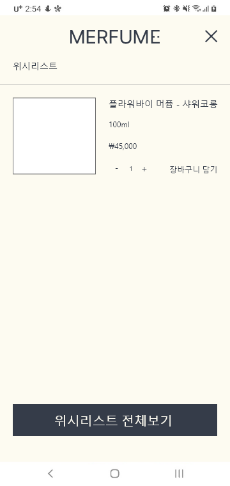 U+ 2:54
MERFUME
위시리스트
플라워바이 머퓸 - 샤워코롱
100ml
₩45,000
- 1 + 장바구니 담기
위시리스트 전체보기